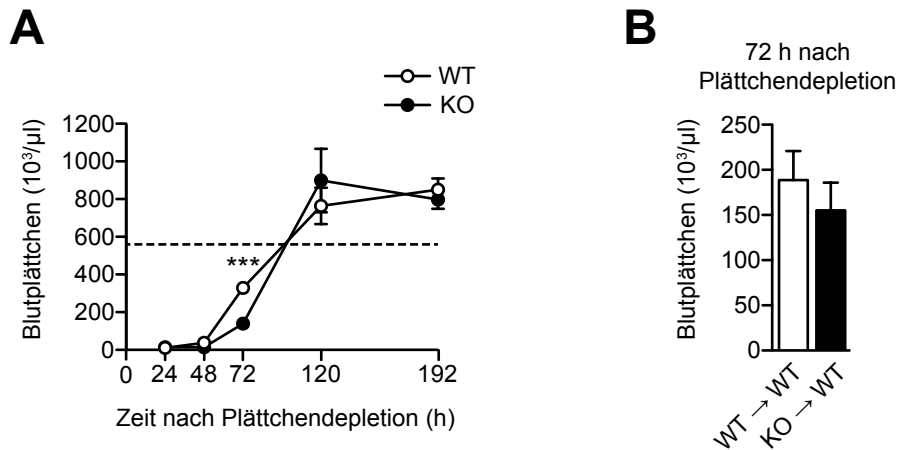 A
WT
KO
Blutplättchen (10³/µl)
1200
1000
800
600
400
200
0
***
0 24 48 72 120 192
Zeit nach Plättchendepletion (h)
B
72 h nach
Plättchendepletion
Blutplättchen (10³/µl)
250
200
150
100
50
0
WT → WT
KO → WT